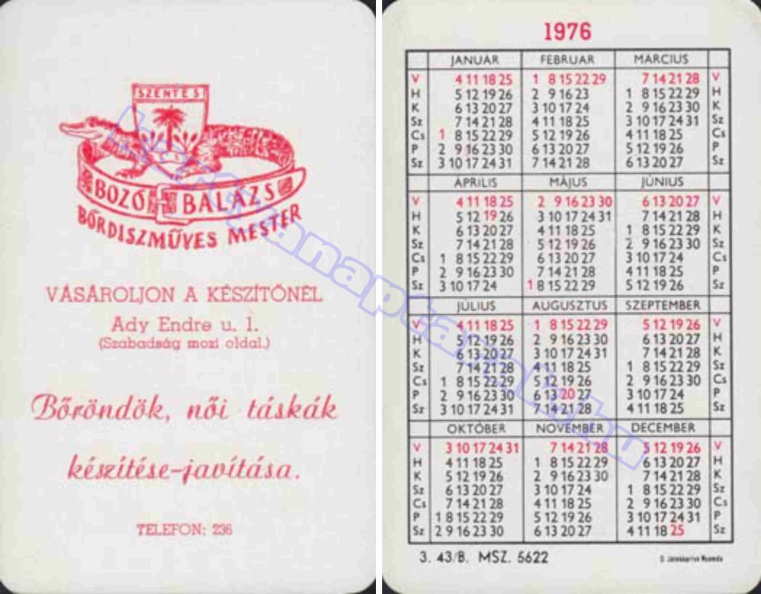 SZENTES
BOZÓ BALÁZS
BŐRDISZMŰVES MESTER
VÁSÁROLJON A KÉSZÍTŐNÉL
Ady Endre u. 1.
(Szabadság mozi oldal.)
Bőröndök, női táskák
készítése-javítása.
TELEFON: 236
1976
JANUÁR FEBRUÁR MÁRCIUS
V 4 11 18 25 1 8 15 22 29 7 14 21 28 V
H 5 12 19 26 2 9 16 23 1 8 15 22 29 H
K 6 13 20 27 3 10 17 24 2 9 16 23 30 K
Sz 7 14 21 28 4 11 18 25 3 10 17 24 31 Sz
Cs 1 8 15 22 29 5 12 19 26 4 11 18 25 Cs
P 2 9 16 23 30 6 13 20 27 5 12 19 26 P
Sz 3 10 17 24 31 7 14 21 28 6 13 20 27 Sz
ÁPRILIS MÁJUS JÚNIUS
V 4 11 18 25 2 9 16 23 30 6 13 20 27 V
H 5 12 19 26 3 10 17 24 31 7 14 21 28 H
K 6 13 20 27 4 11 18 25 1 8 15 22 29 K
Sz 7 14 21 28 5 12 19 26 2 9 16 23 30 Sz
Cs 1 8 15 22 29 6 13 20 27 3 10 17 24 Cs
P 2 9 16 23 30 7 14 21 28 4 11 18 25 P
Sz 3 10 17 24 1 8 15 22 29 5 12 19 26 Sz
JÚLIUS AUGUSZTUS SZEPTEMBER
V 4 11 18 25 1 8 15 22 29 5 12 19 26 V
H 5 12 19 26 2 9 16 23 30 6 13 20 27 H
K 6 13 20 27 3 10 17 24 31 7 14 21 28 K
Sz 7 14 21 28 4 11 18 25 1 8 15 22 29 Sz
Cs 1 8 15 22 29 5 12 19 26 2 9 16 23 30 Cs
P 2 9 16 23 30 6 13 20 27 3 10 17 24 P
Sz 3 10 17 24 31 7 14 21 28 4 11 18 25 Sz
OKTÓBER NOVEMBER DECEMBER
V 3 10 17 24 31 7 14 21 28 5 12 19 26 V
H 4 11 18 25 1 8 15 22 29 6 13 20 27 H
K 5 12 19 26 2 9 16 23 30 7 14 21 28 K
Sz 6 13 20 27 3 10 17 24 1 8 15 22 29 Sz
Cs 7 14 21 28 4 11 18 25 2 9 16 23 30 Cs
P 1 8 15 22 29 5 12 19 26 3 10 17 24 31 P
Sz 2 9 16 23 30 6 13 20 27 4 11 18 25 Sz
3. 43/B. MSZ. 5622